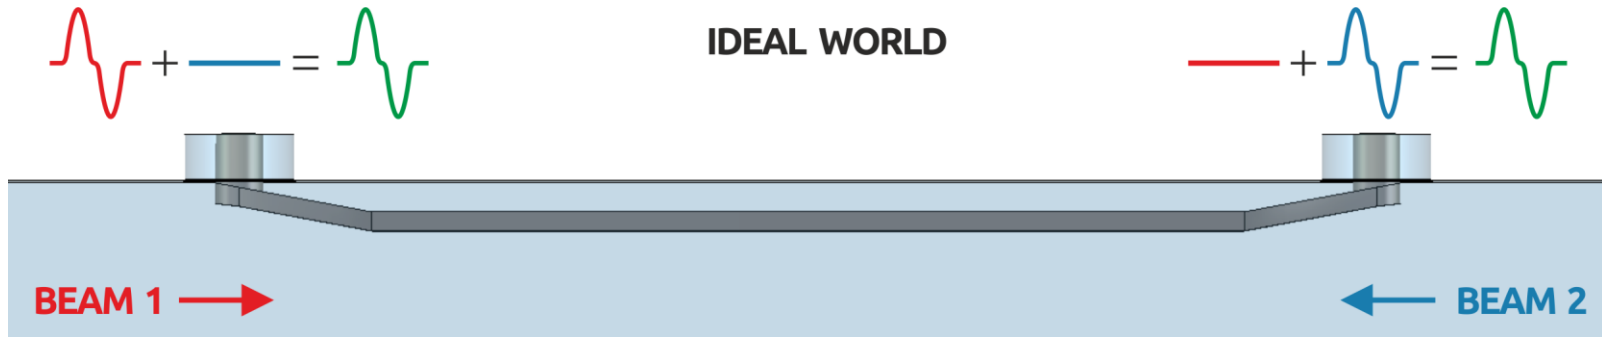 IDEAL WORLD
+ =
+ =
BEAM 1
BEAM 2